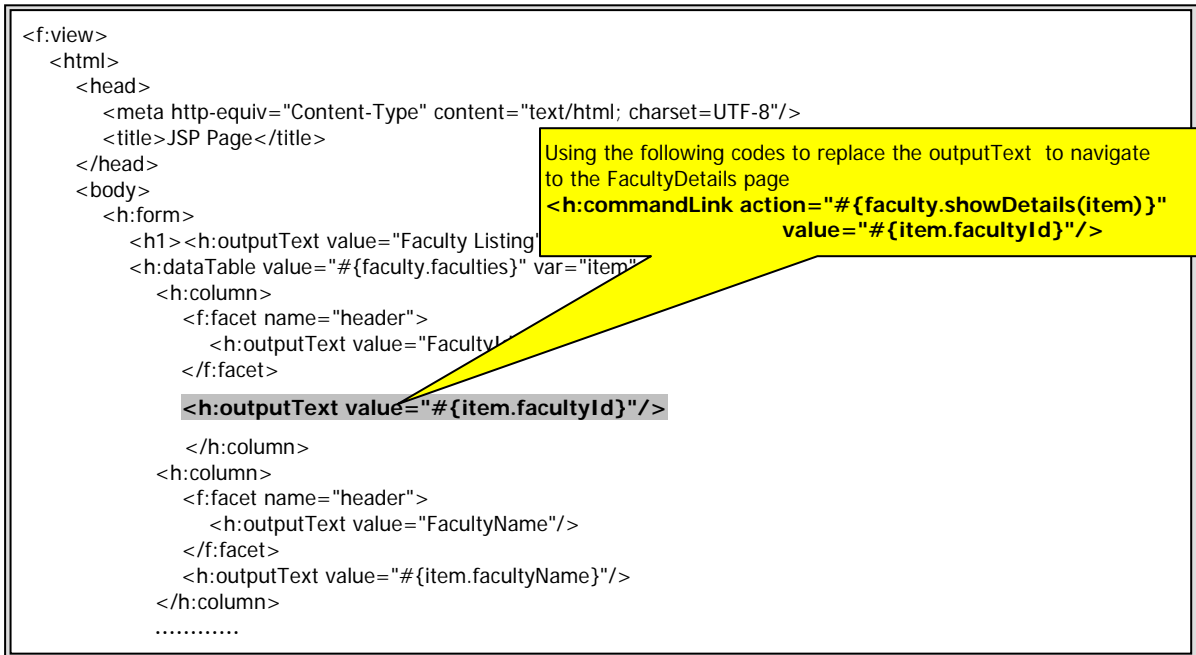 <f:view>
<html>
<head>
<meta http-equiv="Content-Type" content="text/html; charset=UTF-8"/>
<title>JSP Page</title>
</head>
<body>
<h:form>
<h1><h:outputText value="Faculty Listing"
<h:dataTable value="#{faculty.faculties}" var="item"
<h:column>
<f:facet name="header">
<h:outputText value="FacultyId
</f:facet>
<h:outputText value="#{item.facultyId}"/>
</h:column>
<h:column>
<f:facet name="header">
<h:outputText value="FacultyName"/>
</f:facet>
<h:outputText value="#{item.facultyName}"/>
</h:column>
............
Using the following codes to replace the outputText to navigate
to the FacultyDetails page
<h:commandLink action="#{faculty.showDetails(item)}"
value="#{item.facultyId}"/>